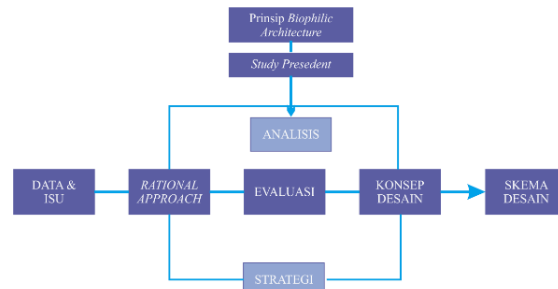 Prinsip Biophilic
Architecture
Study Presedent
ANALISIS
DATA &
ISU
RATIONAL
APPROACH
EVALUASI
KONSEP
DESAIN
SKEMA
DESAIN
STRATEGI